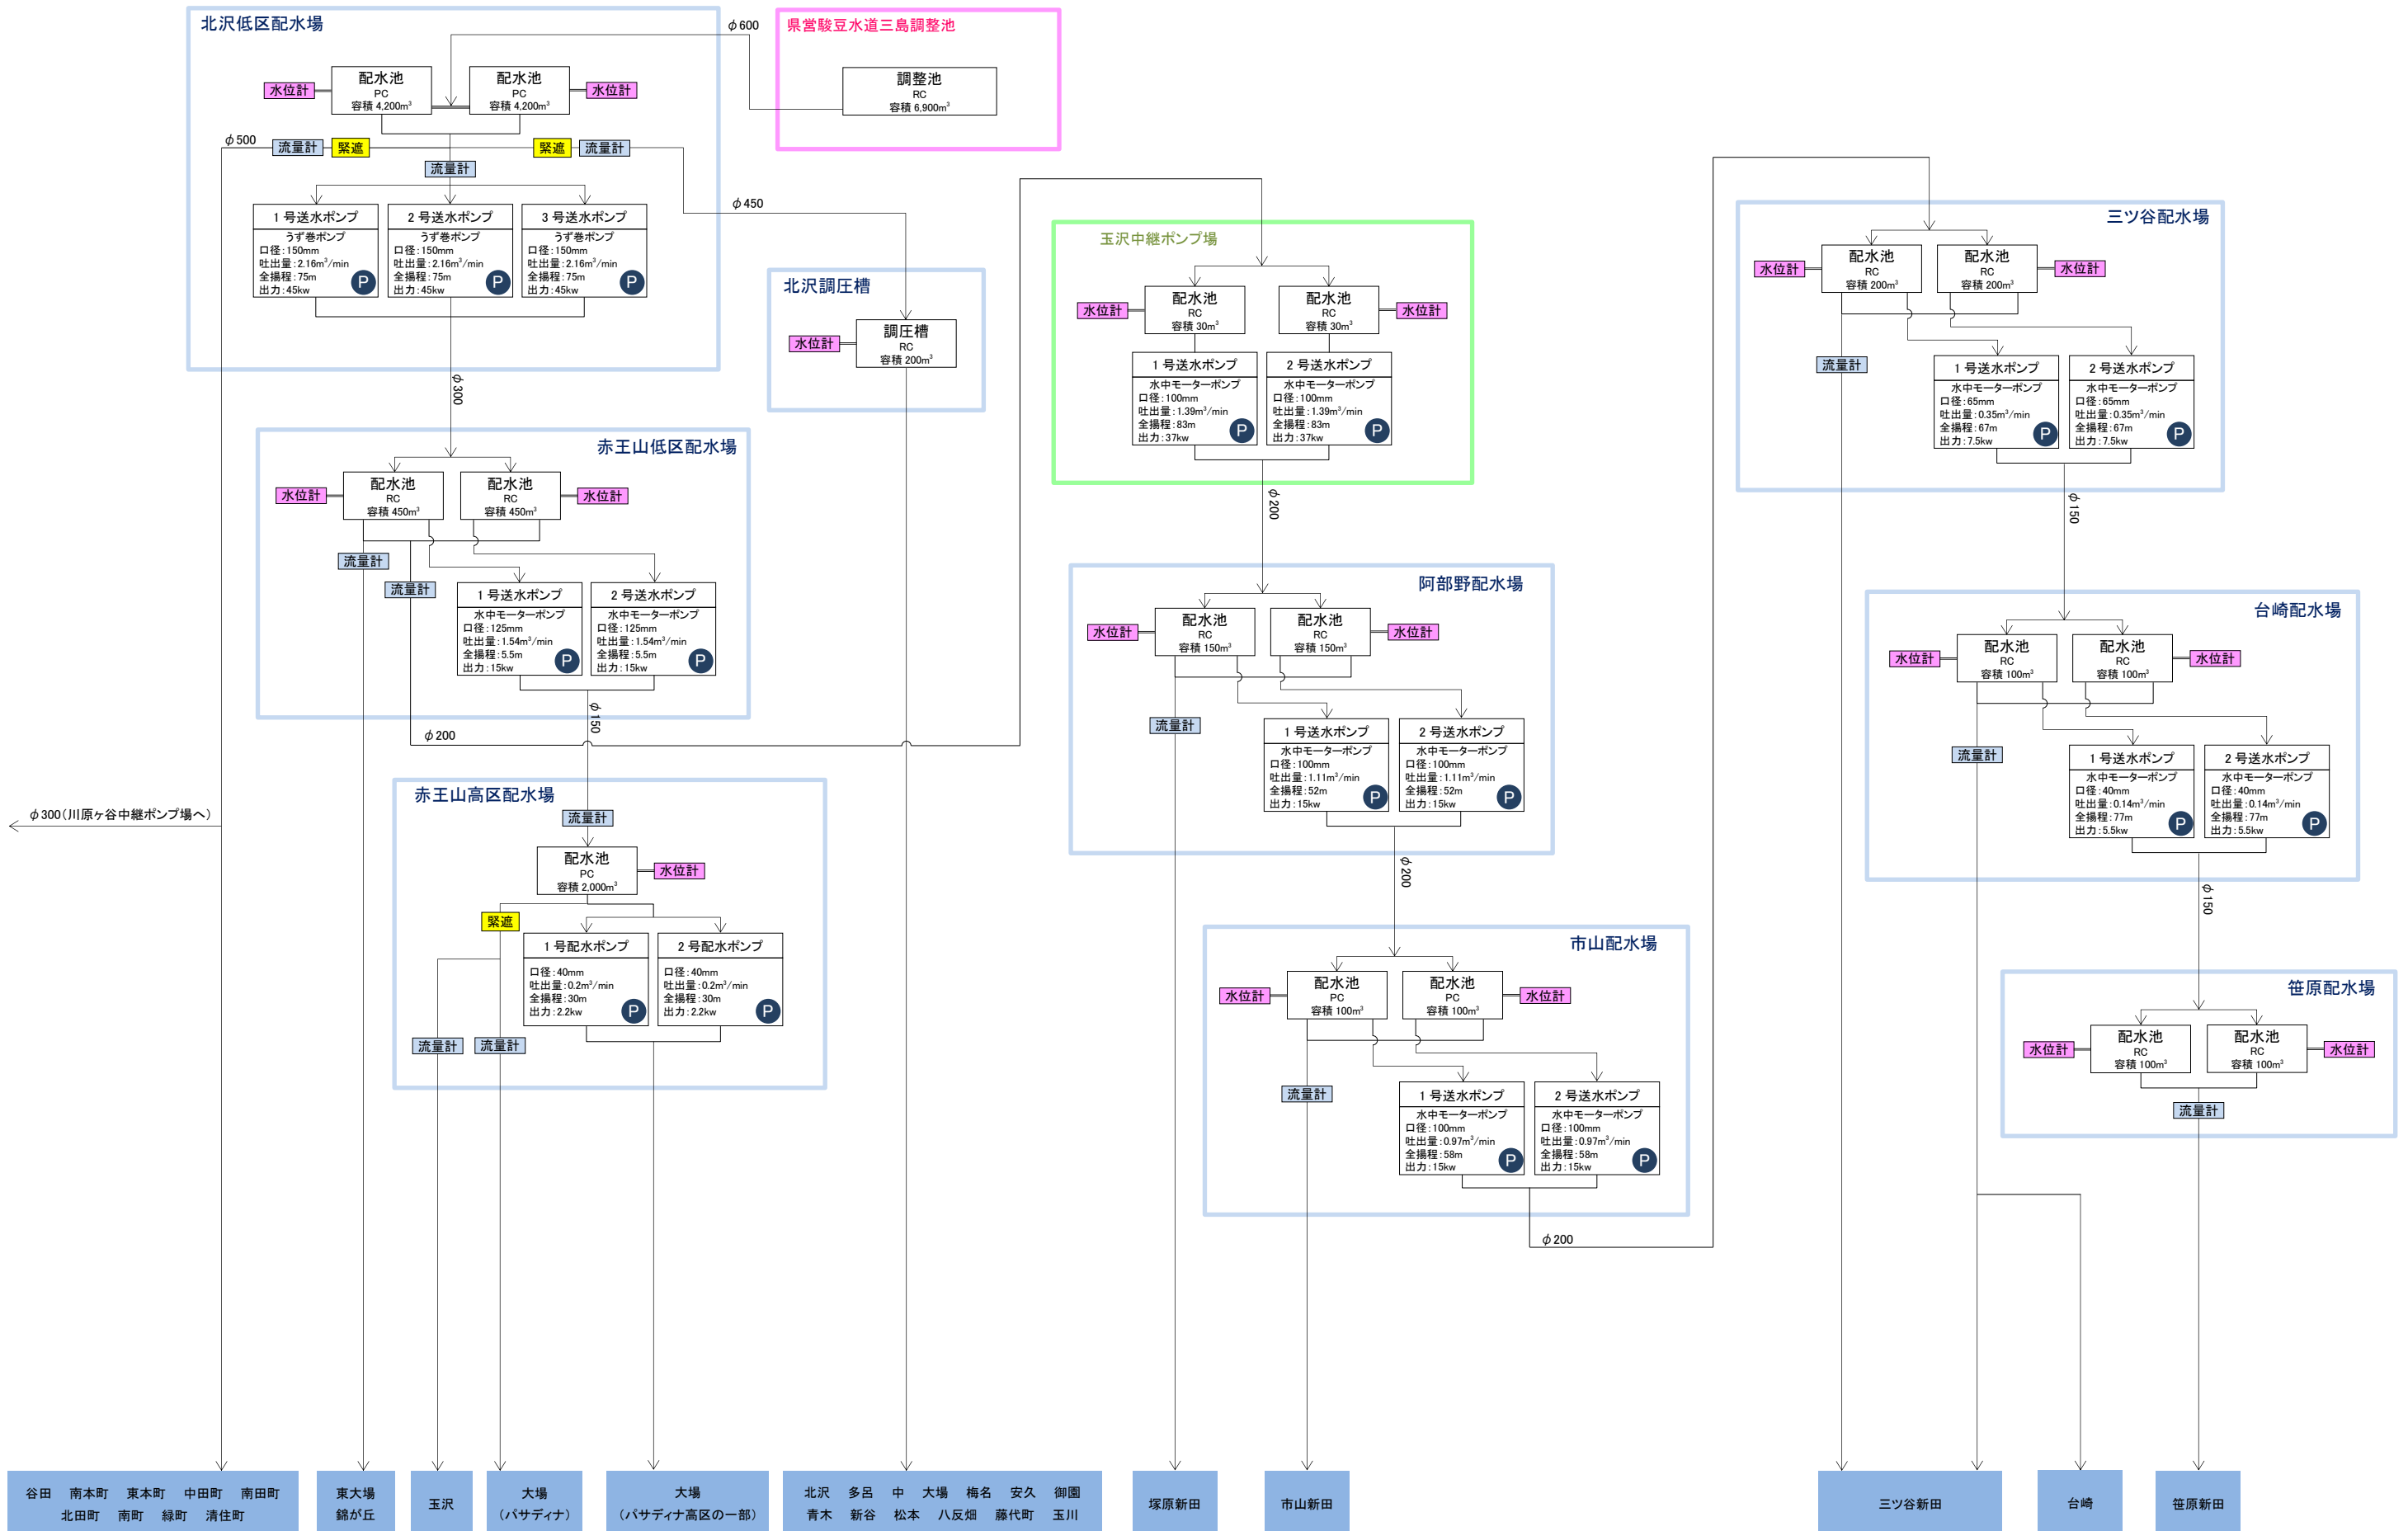 北沢低区配水場
φ600
配水池
PC
容積 4,200m³
配水池
PC
容積 4,200m³
水位計
水位計
φ500
流量計
緊遮
緊遮
流量計
流量計
1 号送水ポンプ
うず巻ポンプ
口径:150mm
吐出量:2.16m³/min
全揚程:75m
出力:45kw
P
2 号送水ポンプ
うず巻ポンプ
口径:150mm
吐出量:2.16m³/min
全揚程:75m
出力:45kw
P
3 号送水ポンプ
うず巻ポンプ
口径:150mm
吐出量:2.16m³/min
全揚程:75m
出力:45kw
P
φ300
県営駿豆水道三島調整池
調整池
RC
容積 6,900m³
φ450
北沢調圧槽
水位計
調圧槽
RC
容積 200m³
赤王山低区配水場
水位計
配水池
RC
容積 450m³
配水池
RC
容積 450m³
水位計
流量計
流量計
1 号送水ポンプ
水中モーターポンプ
口径:125mm
吐出量:1.54m³/min
全揚程:5.5m
出力:15kw
P
2 号送水ポンプ
水中モーターポンプ
口径:125mm
吐出量:1.54m³/min
全揚程:5.5m
出力:15kw
P
φ150
φ200
赤王山高区配水場
流量計
配水池
PC
容積 2,000m³
水位計
緊遮
1 号配水ポンプ
口径:40mm
吐出量:0.2m³/min
全揚程:30m
出力:2.2kw
P
2 号配水ポンプ
口径:40mm
吐出量:0.2m³/min
全揚程:30m
出力:2.2kw
P
流量計
流量計
φ300(川原ヶ谷中継ポンプ場へ)
玉沢中継ポンプ場
水位計
配水池
RC
容積 30m³
配水池
RC
容積 30m³
水位計
1 号送水ポンプ
水中モーターポンプ
口径:100mm
吐出量:1.39m³/min
全揚程:83m
出力:37kw
P
2 号送水ポンプ
水中モーターポンプ
口径:100mm
吐出量:1.39m³/min
全揚程:83m
出力:37kw
P
φ200
阿部野配水場
水位計
配水池
RC
容積 150m³
配水池
RC
容積 150m³
水位計
流量計
1 号送水ポンプ
水中モーターポンプ
口径:100mm
吐出量:1.11m³/min
全揚程:52m
出力:15kw
P
2 号送水ポンプ
水中モーターポンプ
口径:100mm
吐出量:1.11m³/min
全揚程:52m
出力:15kw
P
φ200
市山配水場
水位計
配水池
PC
容積 100m³
配水池
PC
容積 100m³
水位計
流量計
1 号送水ポンプ
水中モーターポンプ
口径:100mm
吐出量:0.97m³/min
全揚程:58m
出力:15kw
P
2 号送水ポンプ
水中モーターポンプ
口径:100mm
吐出量:0.97m³/min
全揚程:58m
出力:15kw
P
φ200
三ツ谷配水場
水位計
配水池
RC
容積 200m³
配水池
RC
容積 200m³
水位計
流量計
1 号送水ポンプ
水中モーターポンプ
口径:65mm
吐出量:0.35m³/min
全揚程:67m
出力:7.5kw
P
2 号送水ポンプ
水中モーターポンプ
口径:65mm
吐出量:0.35m³/min
全揚程:67m
出力:7.5kw
P
φ150
台崎配水場
水位計
配水池
RC
容積 100m³
配水池
RC
容積 100m³
水位計
流量計
1 号送水ポンプ
水中モーターポンプ
口径:40mm
吐出量:0.14m³/min
全揚程:77m
出力:5.5kw
P
2 号送水ポンプ
水中モーターポンプ
口径:40mm
吐出量:0.14m³/min
全揚程:77m
出力:5.5kw
P
φ150
笹原配水場
水位計
配水池
RC
容積 100m³
配水池
RC
容積 100m³
水位計
流量計
谷田 南本町 東本町 中田町 南田町
北田町 南町 緑町 清住町
東大場
錦が丘
玉沢
大場
(パサディナ)
大場
(パサディナ高区の一部)
北沢 多呂 中 大場 梅名 安久 御園
青木 新谷 松本 八反畑 藤代町 玉川
塚原新田
市山新田
三ツ谷新田
台崎
笹原新田